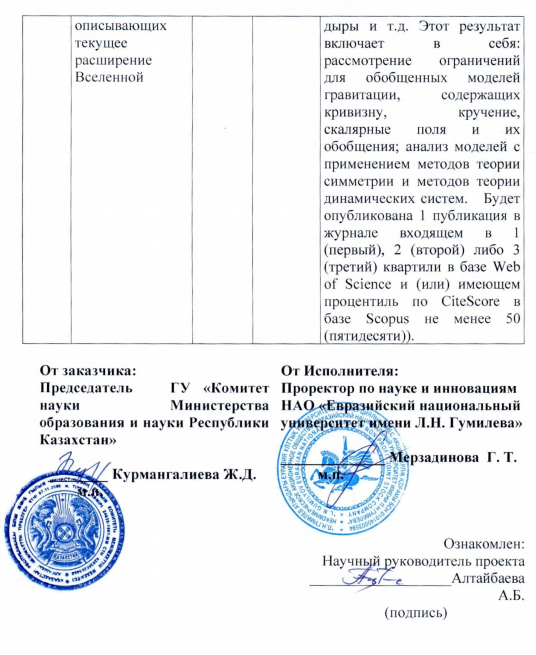 описывающих
текущее
расширение
Вселенной
дыры и т.д. Этот результат
включает в себя:
рассмотрение ограничений
для обобщенных моделей
гравитации, содержащих
кривизну, кручение,
скалярные поля и их
обобщения; анализ моделей с
применением методов теории
симметрии и методов теории
динамических систем. Будет
опубликована 1 публикация в
журнале входящем в 1
(первый), 2 (второй) либо 3
(третий) квартили в базе Web
of Science и (или) имеющем
процентиль по CiteScore в
базе Scopus не менее 50
(пятидесяти)).
От заказчика:
Председатель ГУ «Комитет
науки Министерства
образования и науки Республики
Казахстан»
Курмангалиева Ж.Д.
м.п.
От Исполнителя:
Проректор по науке и инновациям
НАО «Евразийский национальный
университет имени Л.Н. Гумилева»
Мерзадинова Г. Т.
м.п.
Ознакомлен:
Научный руководитель проекта
Алтайбаева
А.Б.
(подпись)